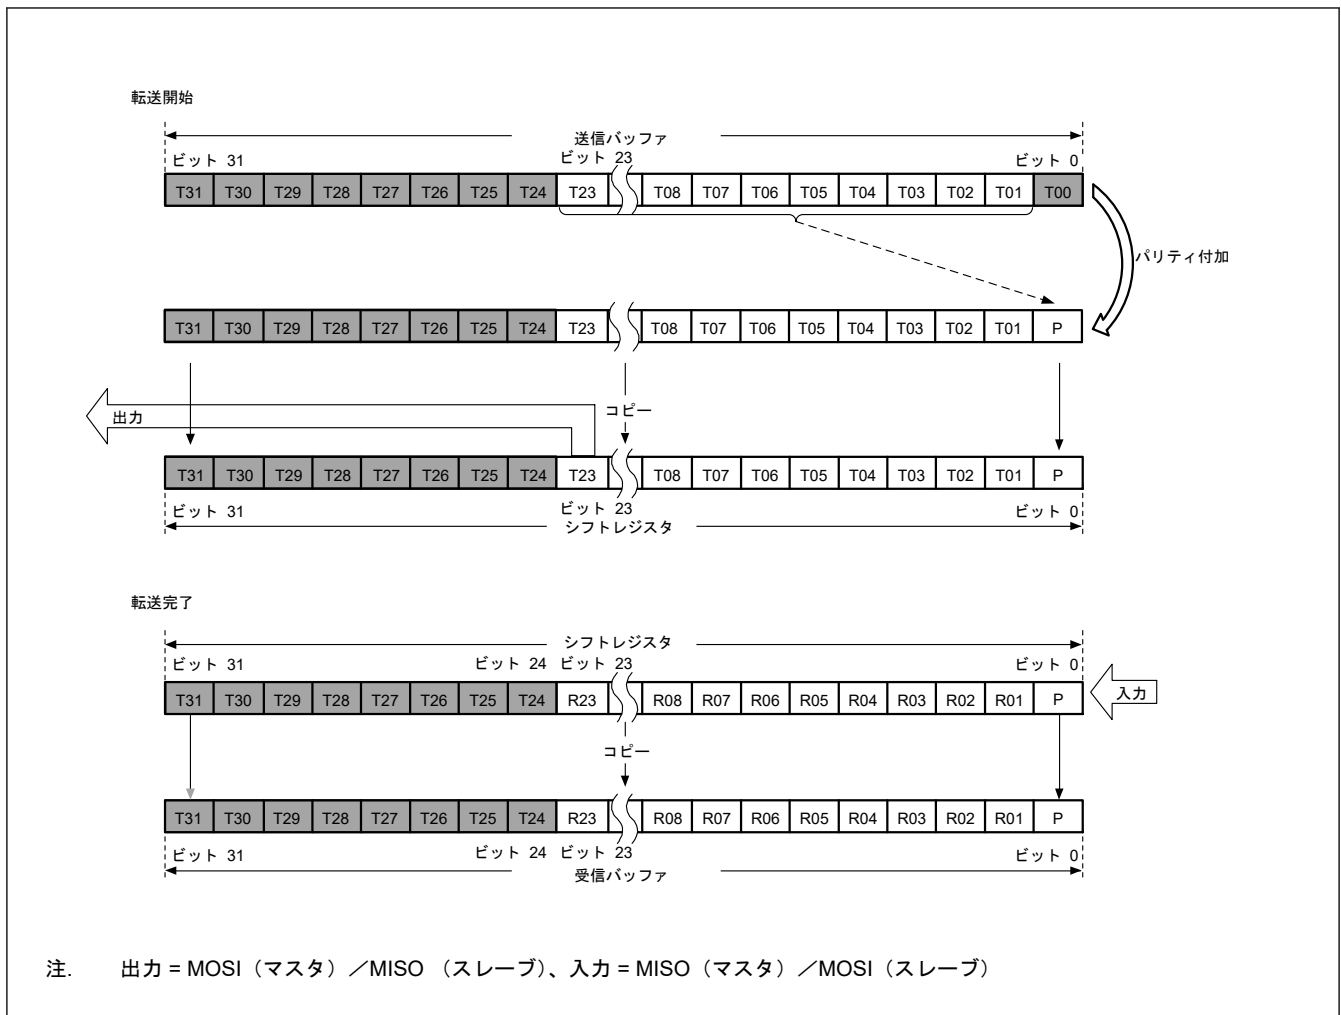 転送開始
送信バッファ
ビット 31 ビット 23 ビット 0
T31 T30 T29 T28 T27 T26 T25 T24 T23 T08 T07 T06 T05 T04 T03 T02 T01 T00
パリティ付加
T31 T30 T29 T28 T27 T26 T25 T24 T23 T08 T07 T06 T05 T04 T03 T02 T01 P
出力 コピー
T31 T30 T29 T28 T27 T26 T25 T24 T23 T08 T07 T06 T05 T04 T03 T02 T01 P
ビット 31 ビット 23 ビット 0
シフトレジスタ
転送完了
シフトレジスタ
ビット 31 ビット 24 ビット 23 ビット 0
T31 T30 T29 T28 T27 T26 T25 T24 R23 R08 R07 R06 R05 R04 R03 R02 R01 P
入力
コピー
T31 T30 T29 T28 T27 T26 T25 T24 R23 R08 R07 R06 R05 R04 R03 R02 R01 P
ビット 31 ビット 24 ビット 23 ビット 0
受信バッファ
注. 出力 = MOSI（マスタ）／MISO （スレーブ）、入力 = MISO（マスタ）／MOSI（スレーブ）